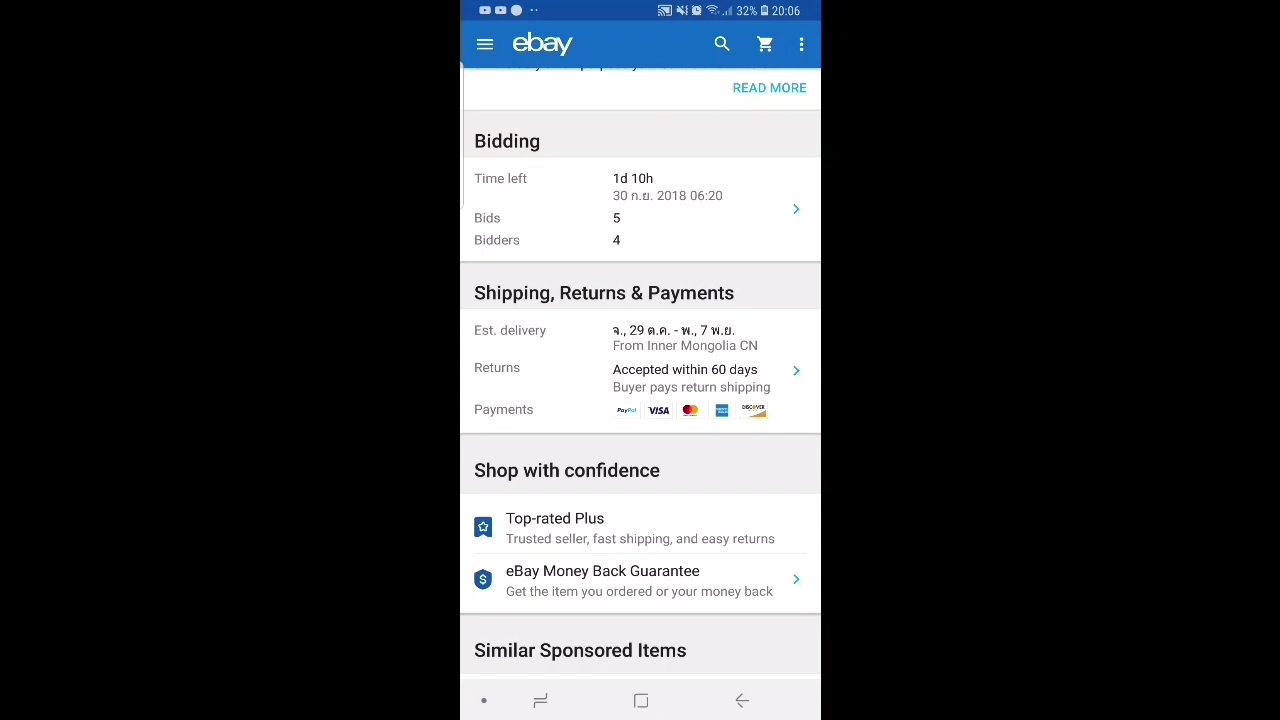 32% 20:06
ebay
READ MORE
Bidding
Time left 1d 10h
30 ก.ย. 2018 06:20
Bids 5
Bidders 4
Shipping, Returns & Payments
Est. delivery จ., 29 ต.ค. - พ., 7 พ.ย.
From Inner Mongolia CN
Returns Accepted within 60 days
Buyer pays return shipping
Payments PayPal VISA DISCOVER
Shop with confidence
Top-rated Plus
Trusted seller, fast shipping, and easy returns
eBay Money Back Guarantee
Get the item you ordered or your money back
Similar Sponsored Items